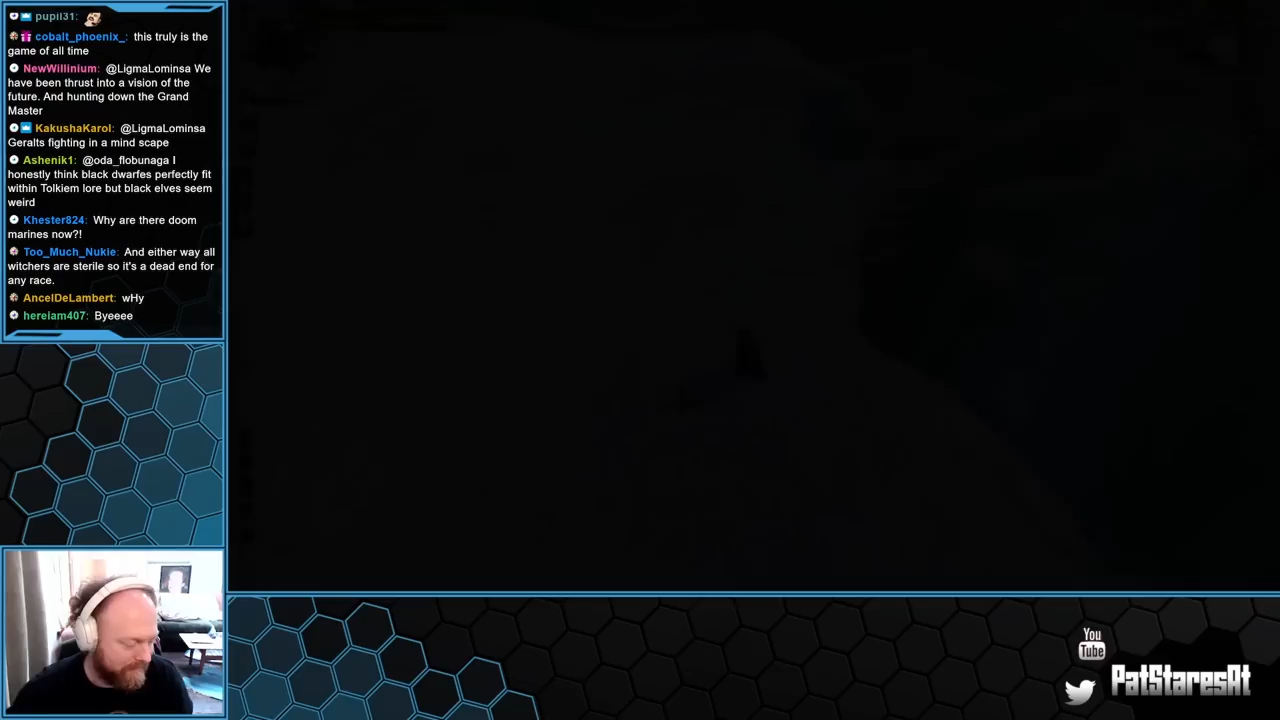 pupil31:
cobalt_phoenix_: this truly is the
game of all time
NewWillinium: @LigmaLominsa We
have been thrust into a vision of the
future. And hunting down the Grand
Master
KakushaKarol: @LigmaLominsa
Geralts fighting in a mind scape
Ashenik1: @oda_flobunaga I
honestly think black dwarfes perfectly fit
within Tolkiem lore but black elves seem
weird
Khester824: Why are there doom
marines now?!
Too_Much_Nukie: And either way all
witchers are sterile so it's a dead end for
any race.
AncelDeLambert: wHy
hereiam407: Byeeee
You
Tube
PatStaresAt